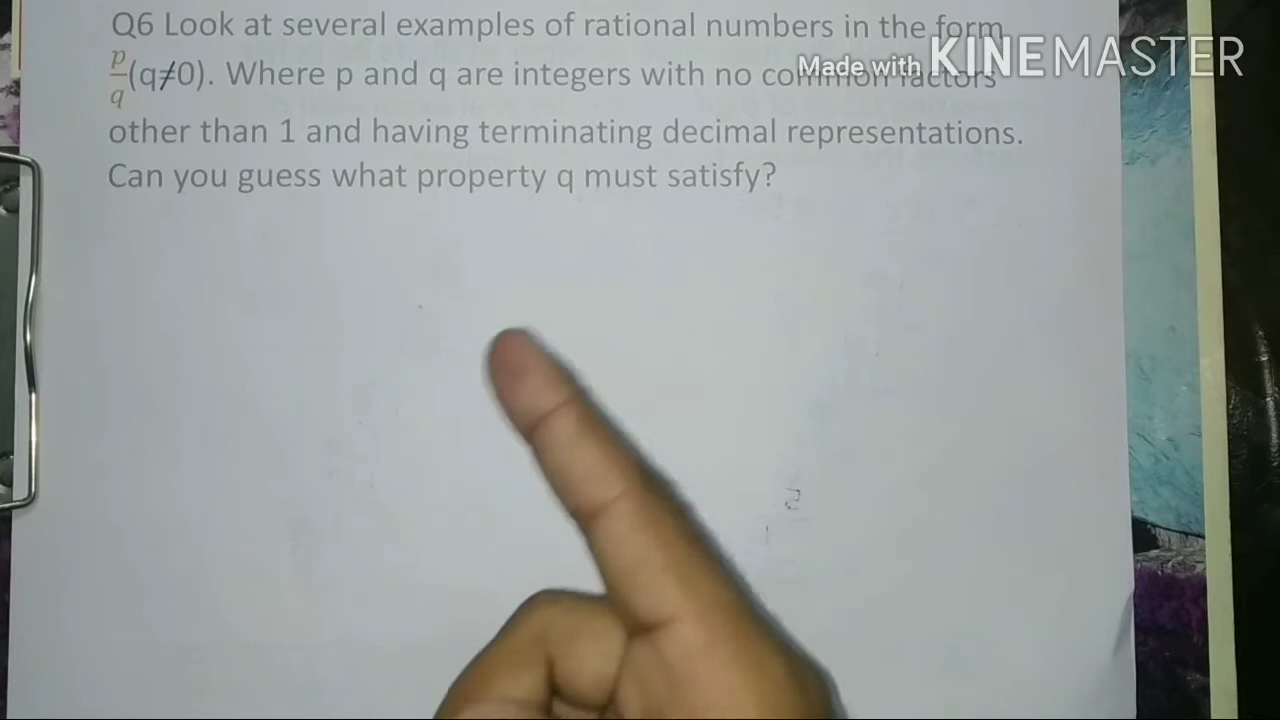 Q6 Look at several examples of rational numbers in the form
p/q (q≠0). Where p and q are integers with no common factors
other than 1 and having terminating decimal representations.
Can you guess what property q must satisfy?
Made with KINEMASTER